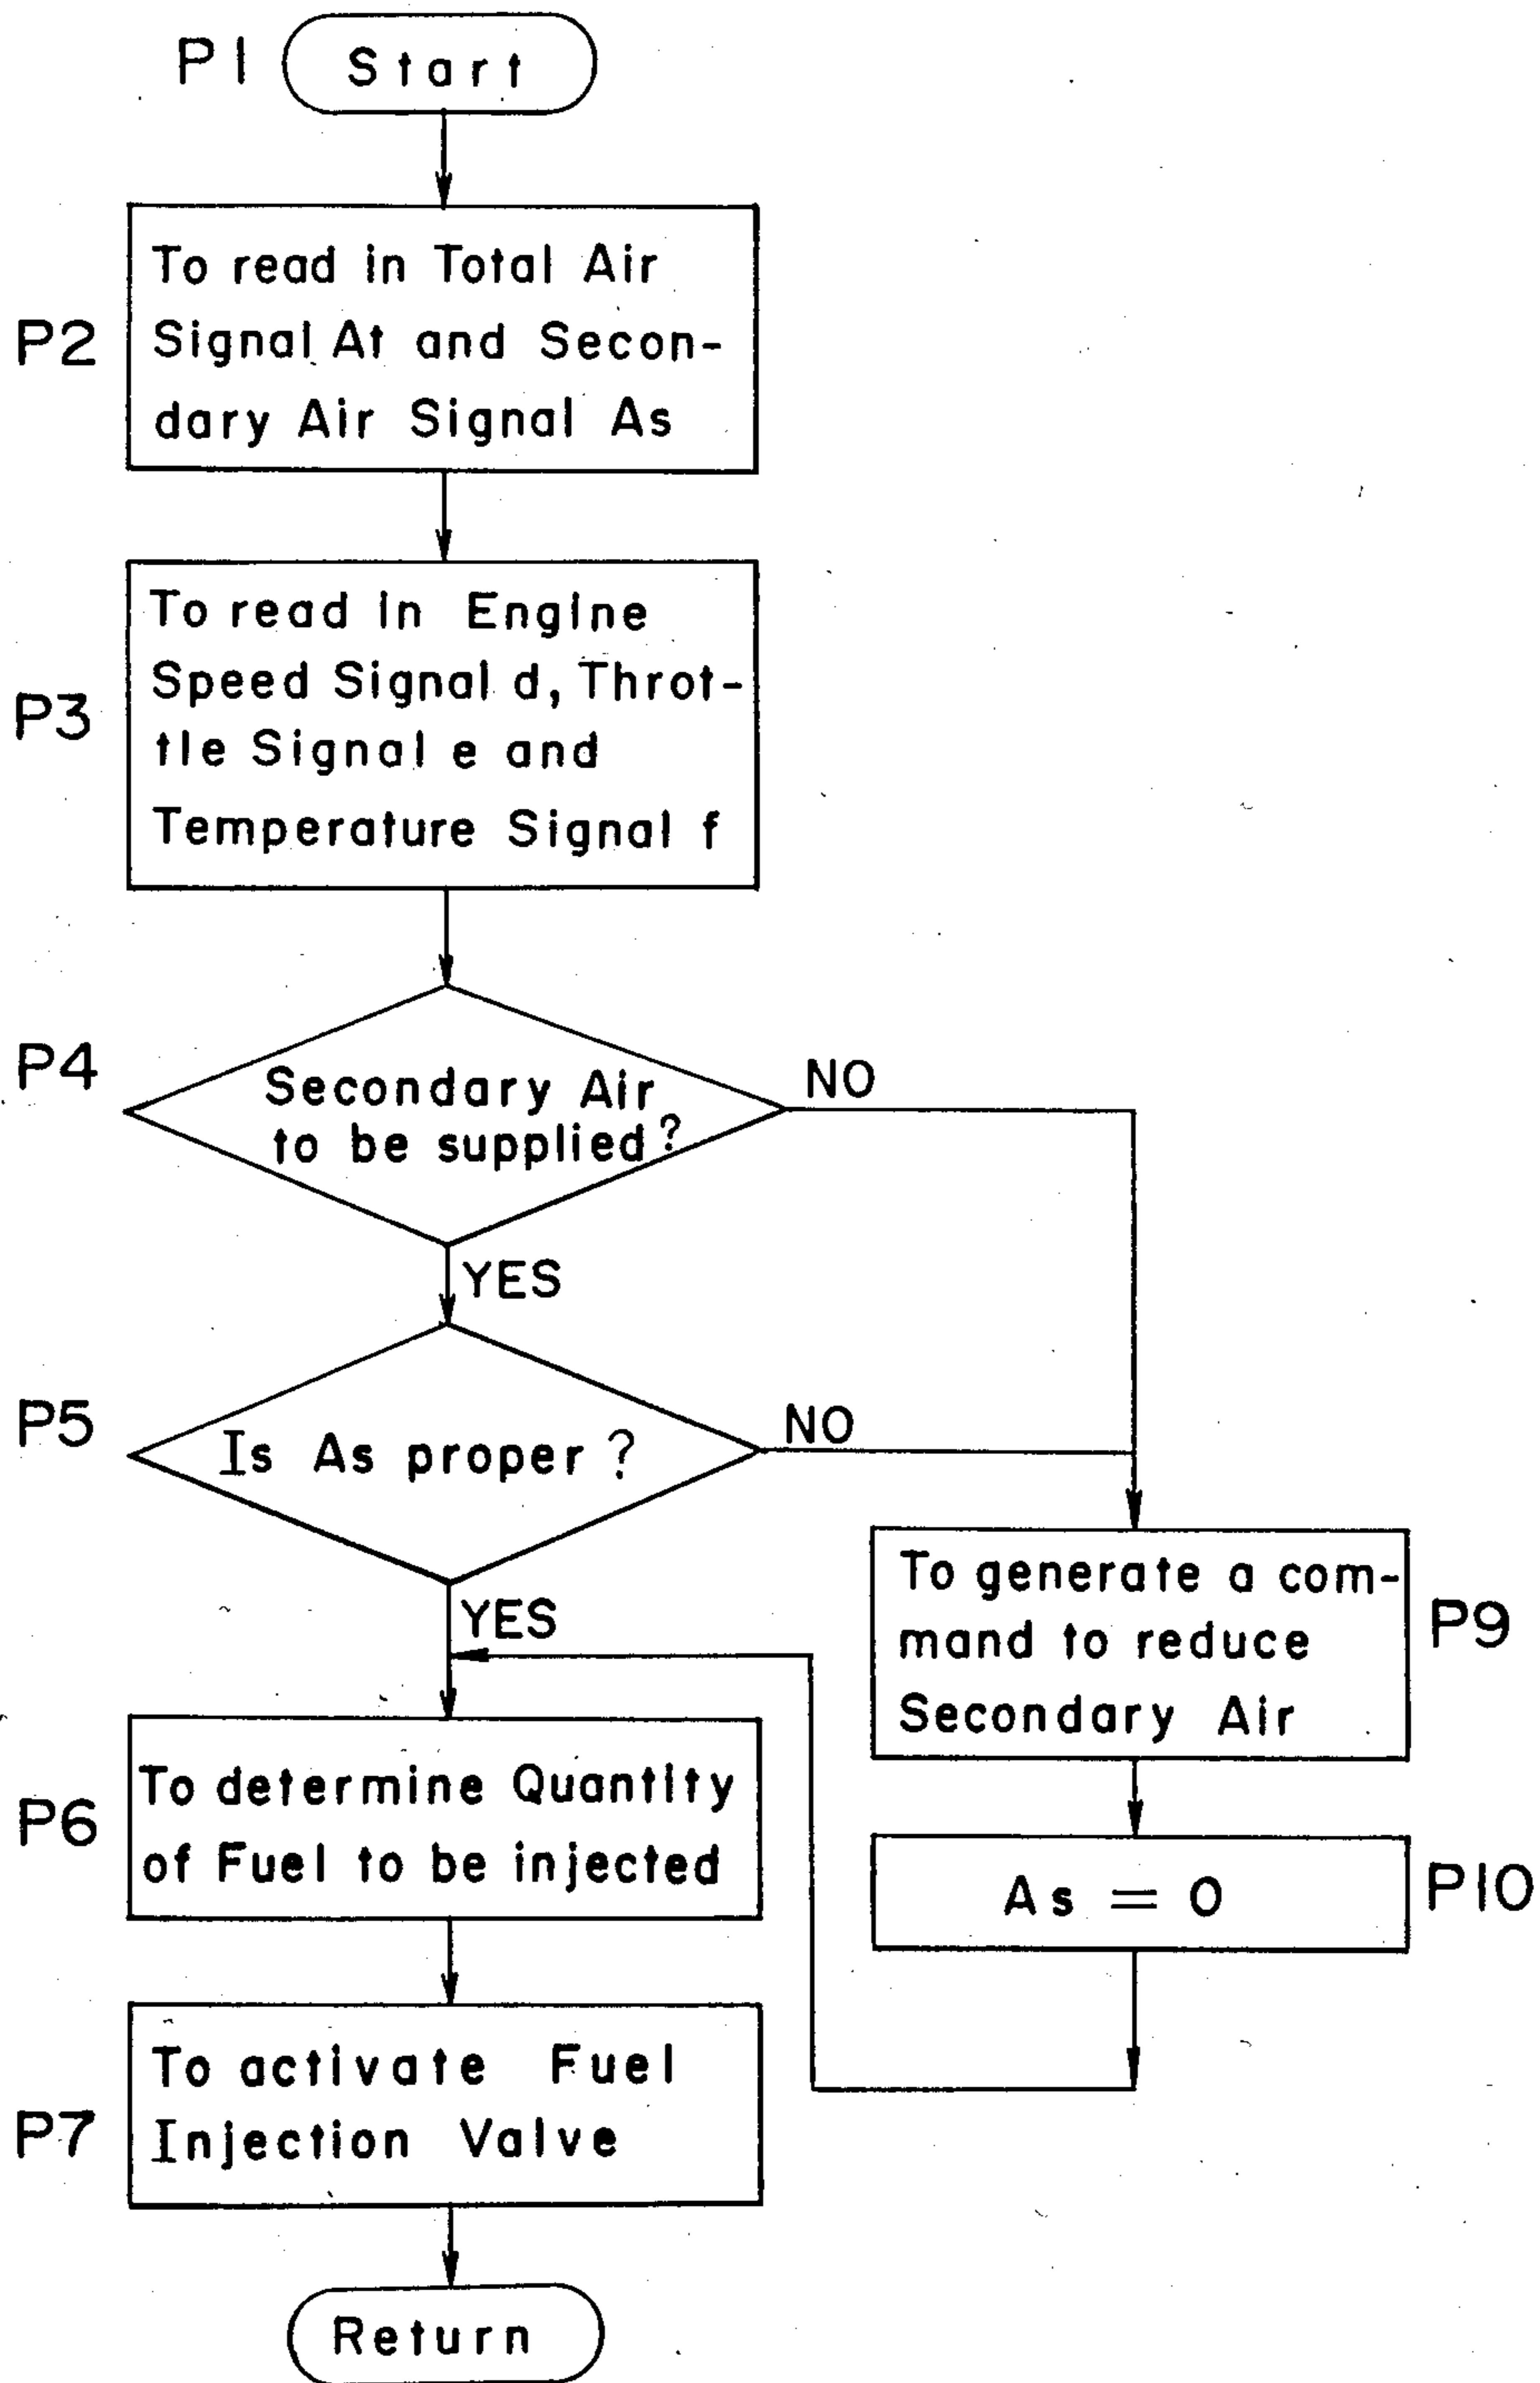 P1
Start
P2
To read in Total Air
Signal At and Secon-
dary Air Signal As
P3
To read in Engine
Speed Signal d, Throt-
tle Signal e and
Temperature Signal f
P4
Secondary Air
to be supplied?
NO
YES
P5
Is As proper?
NO
YES
To generate a com-
mand to reduce
Secondary Air
P9
As = 0
P10
P6
To determine Quantity
of Fuel to be injected
P7
To activate Fuel
Injection Valve
Return